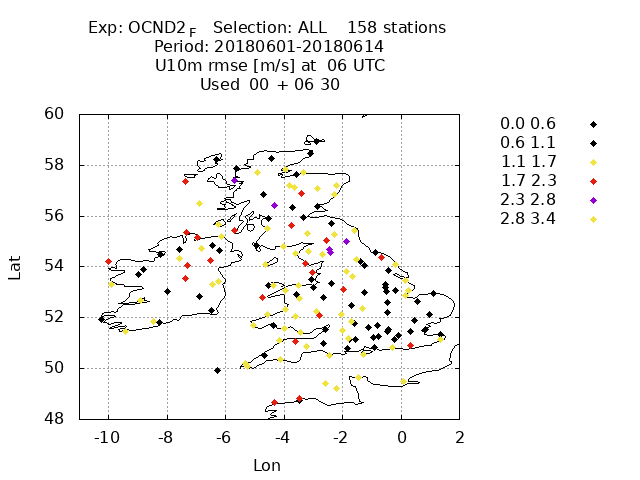 Exp: OCND2 F   Selection: ALL    158 stations
Period: 20180601-20180614
U10m rmse [m/s] at  06 UTC
Used  00 + 06 30
60
58
56
54
52
50
48
Lat
-10 -8 -6 -4 -2 0 2
Lon
0.0 0.6
0.6 1.1
1.1 1.7
1.7 2.3
2.3 2.8
2.8 3.4